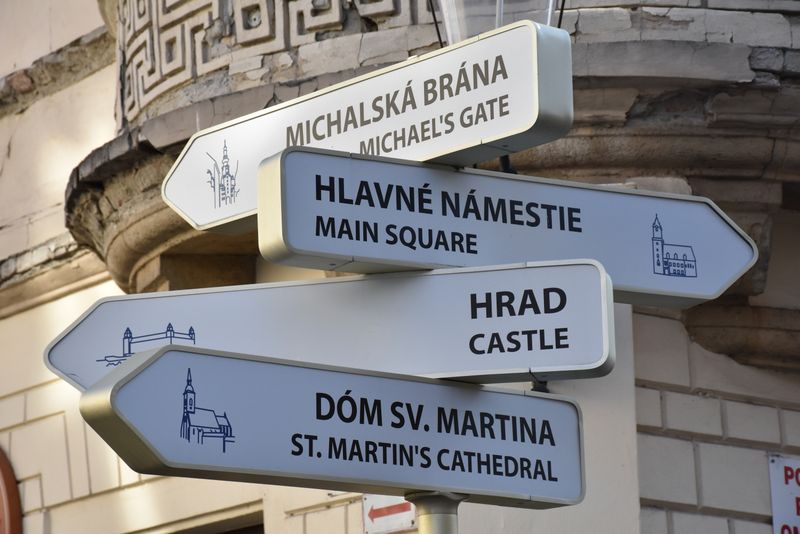 MICHALSKÁ BRÁNA
MICHAEL'S GATE
HLAVNÉ NÁMESTIE
MAIN SQUARE
HRAD
CASTLE
DÓM SV. MARTINA
ST. MARTIN'S CATHEDRAL